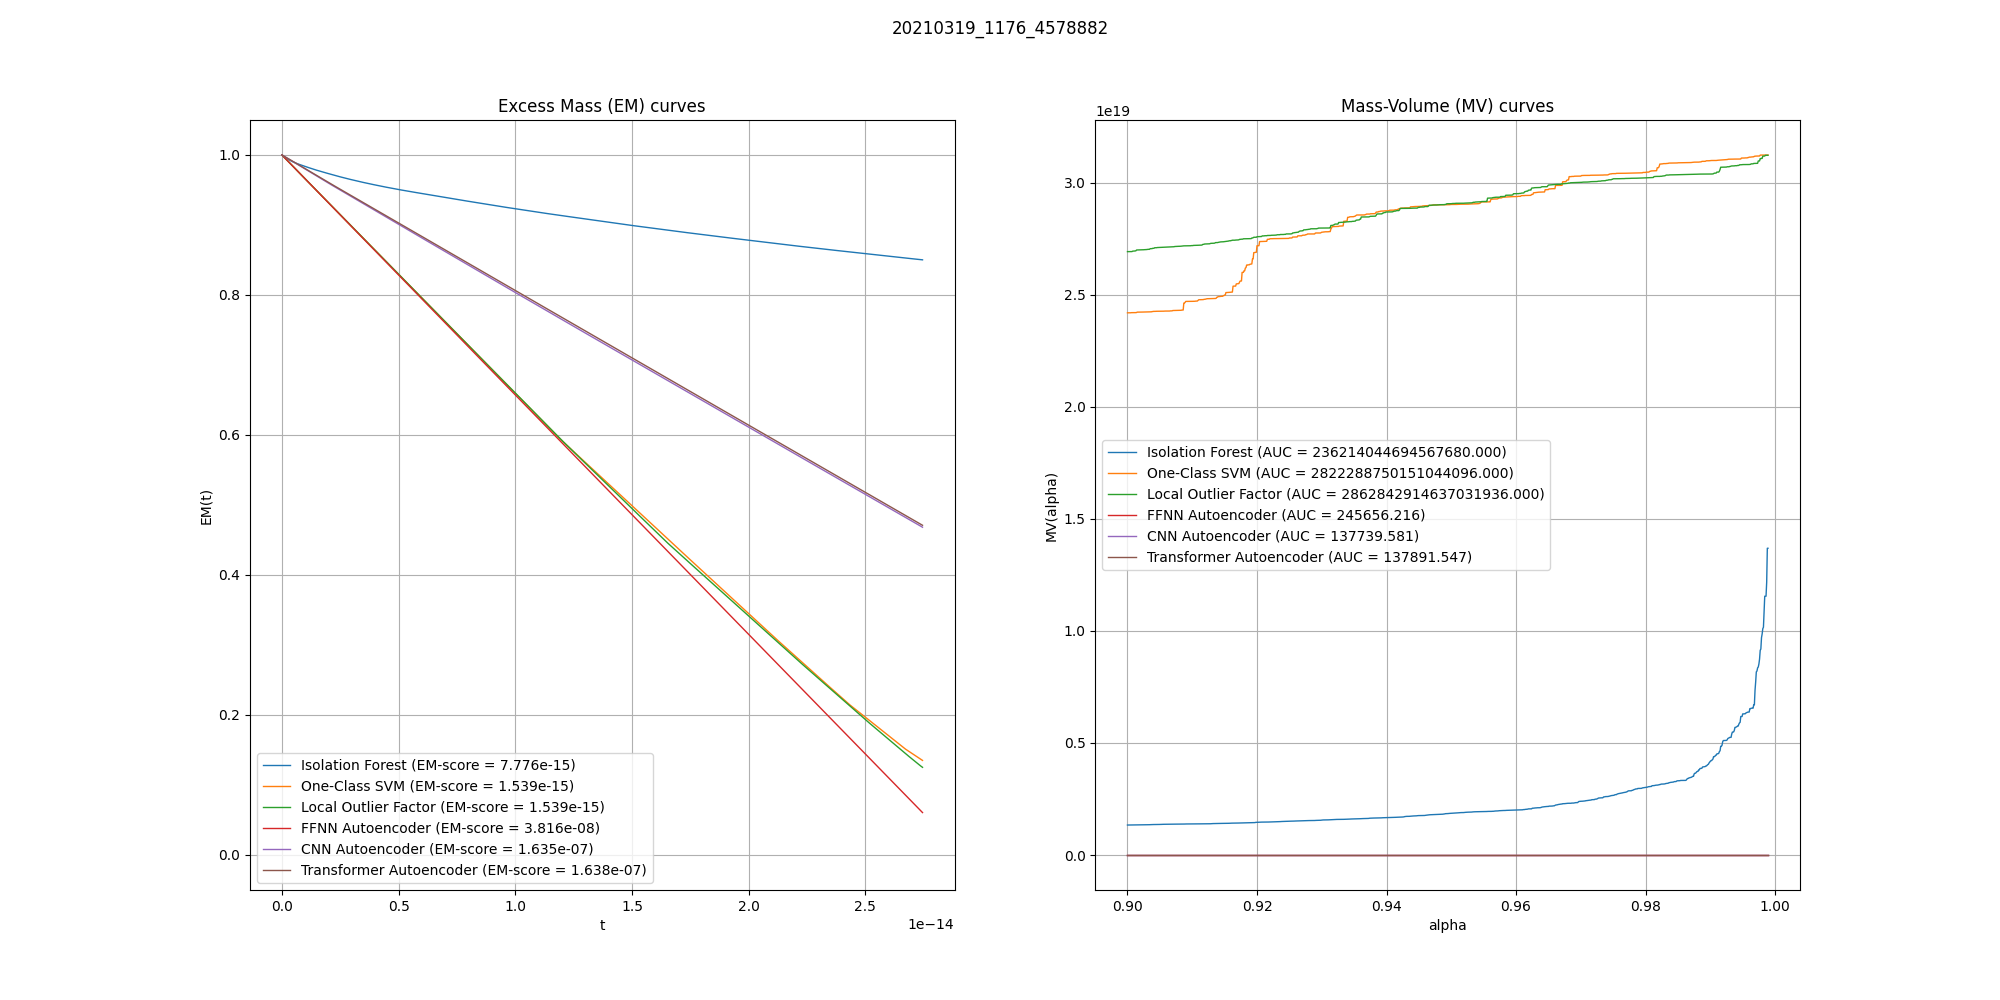 20210319_1176_4578882
Excess Mass (EM) curves
EM(t)
1.0
0.8
0.6
0.4
0.2
0.0
Isolation Forest (EM-score = 7.776e-15)
One-Class SVM (EM-score = 1.539e-15)
Local Outlier Factor (EM-score = 1.539e-15)
FFNN Autoencoder (EM-score = 3.816e-08)
CNN Autoencoder (EM-score = 1.635e-07)
Transformer Autoencoder (EM-score = 1.638e-07)
0.0 0.5 1.0 1.5 2.0 2.5
t
1e−14
Mass-Volume (MV) curves
1e19
MV(alpha)
3.0
2.5
2.0
1.5
1.0
0.5
0.0
Isolation Forest (AUC = 236214044694567680.000)
One-Class SVM (AUC = 2822288750151044096.000)
Local Outlier Factor (AUC = 2862842914637031936.000)
FFNN Autoencoder (AUC = 245656.216)
CNN Autoencoder (AUC = 137739.581)
Transformer Autoencoder (AUC = 137891.547)
0.90 0.92 0.94 0.96 0.98 1.00
alpha